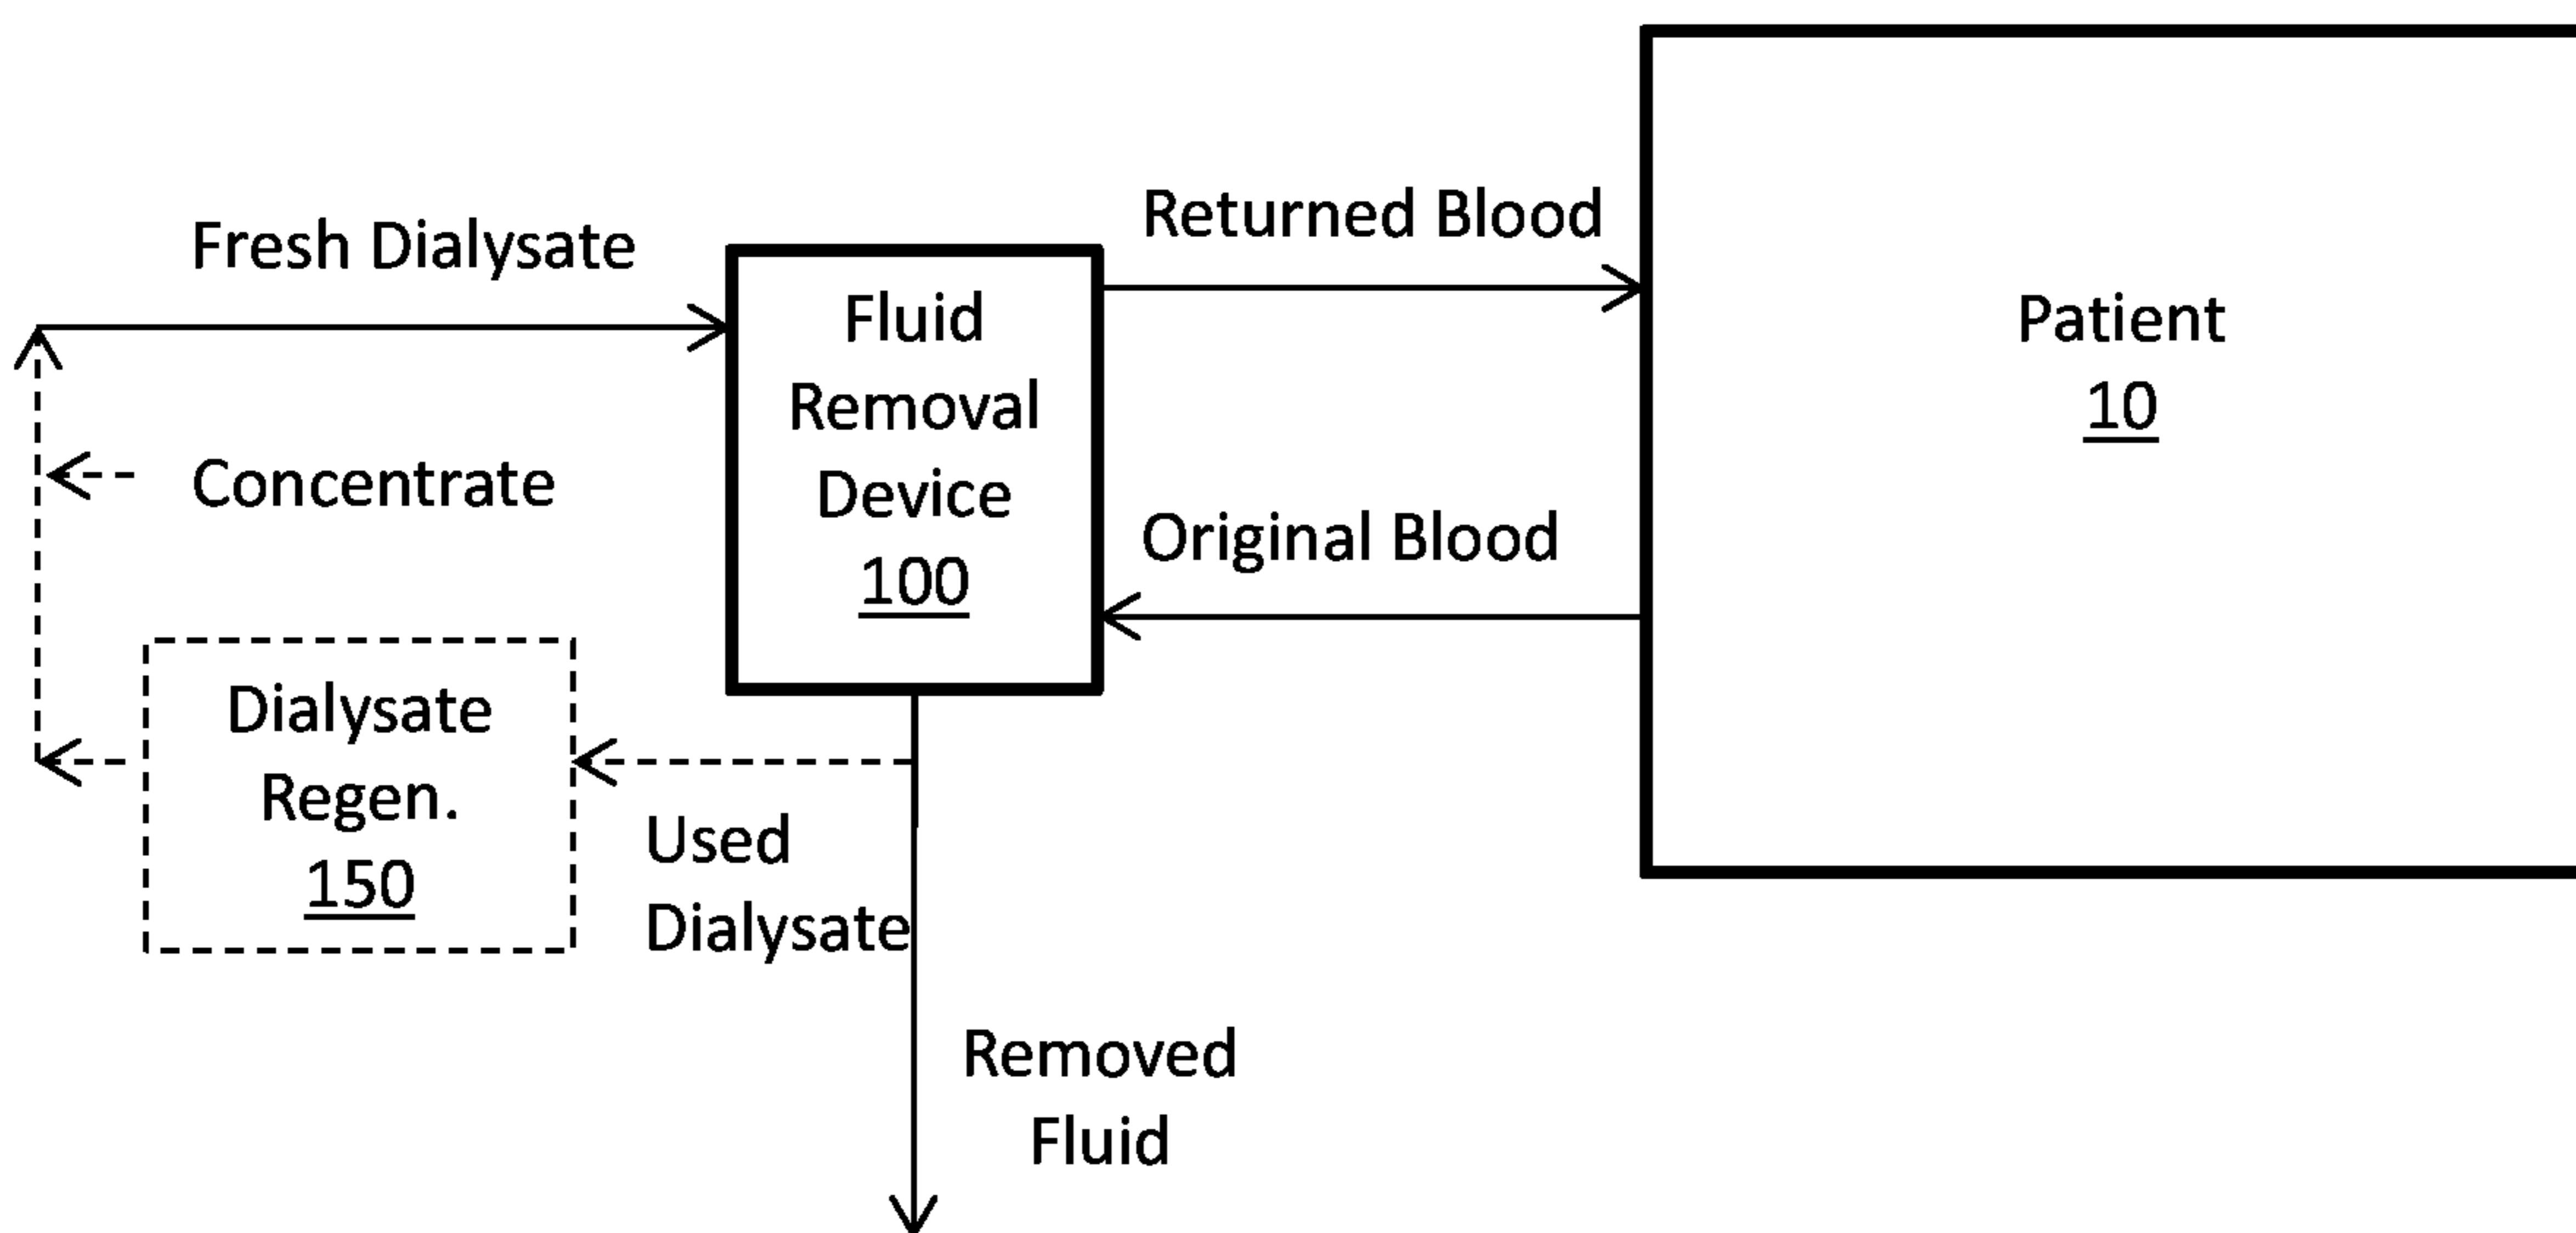 Fresh Dialysate
Concentrate
Dialysate
Regen.
150
Used
Dialysate
Fluid
Removal
Device
100
Removed
Fluid
Returned Blood
Original Blood
Patient
10